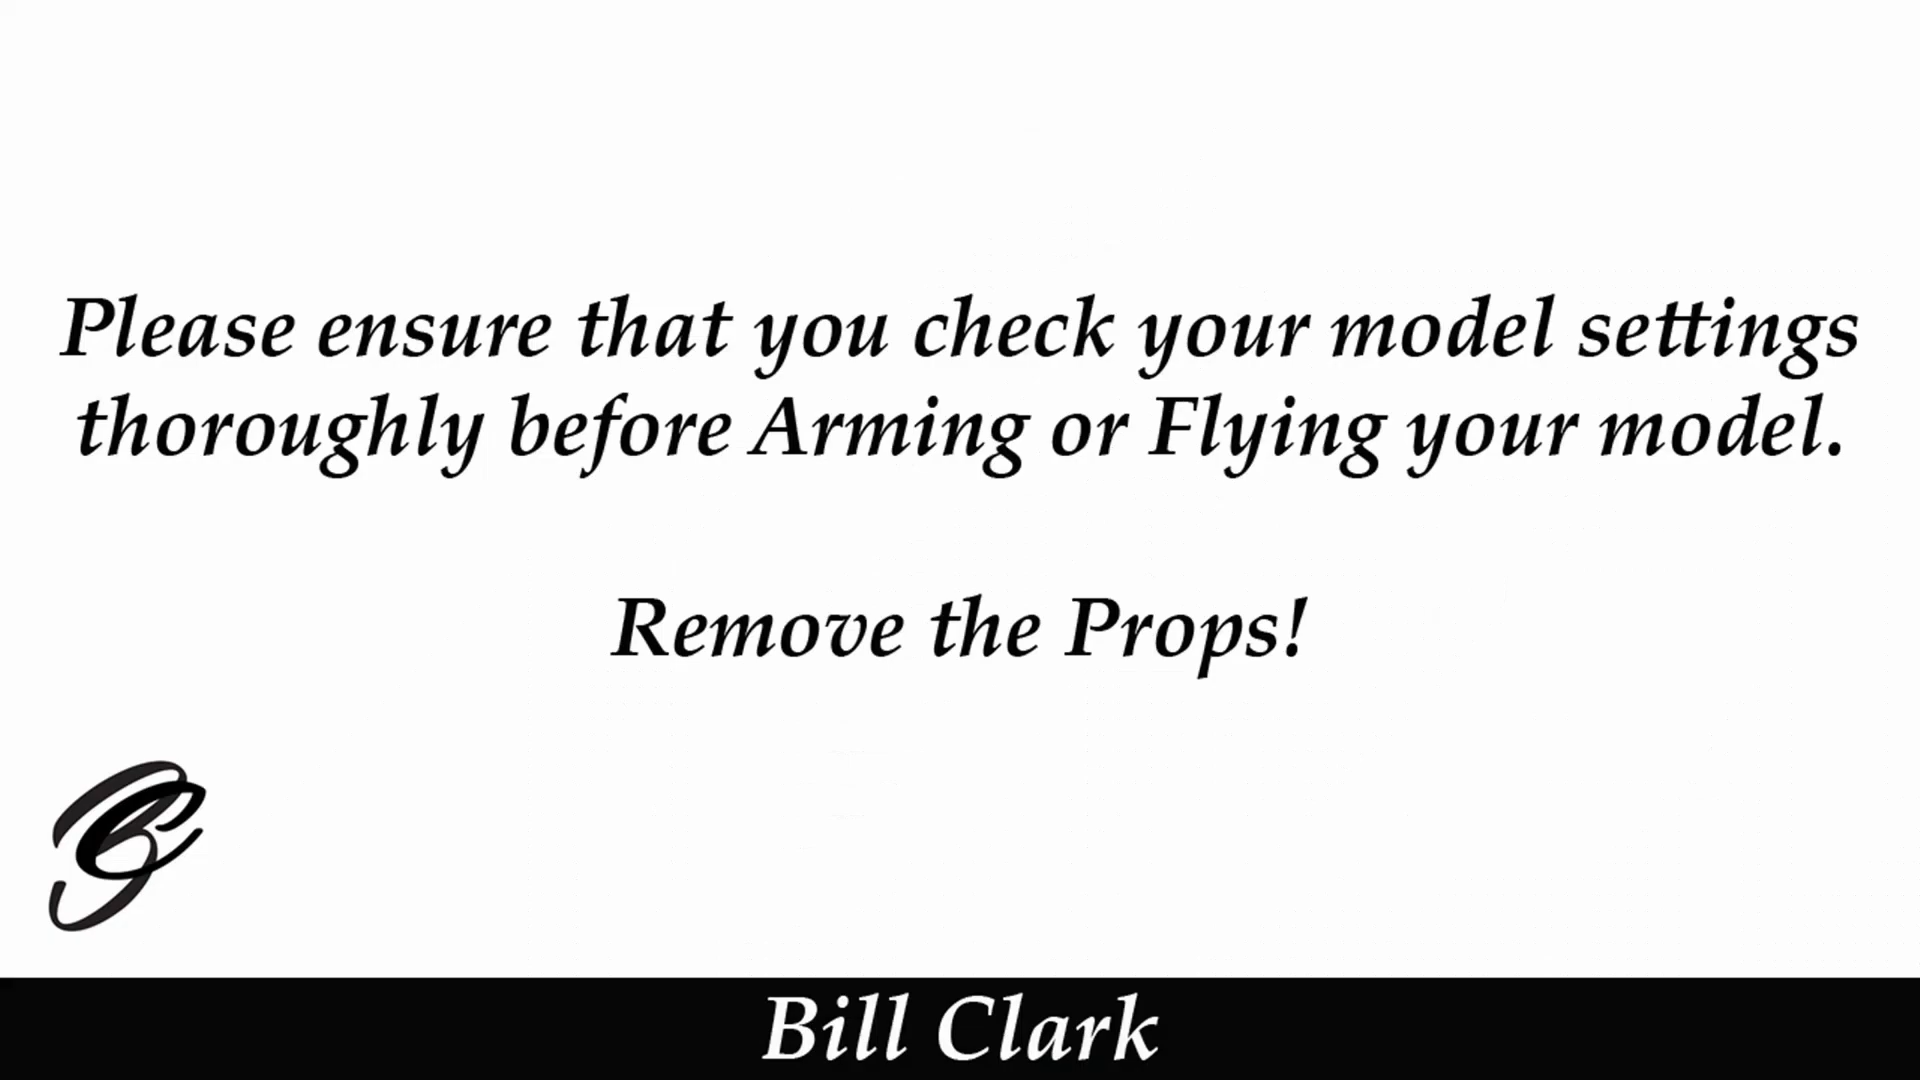 Please ensure that you check your model settings
thoroughly before Arming or Flying your model.
Remove the Props!
BC
Bill Clark